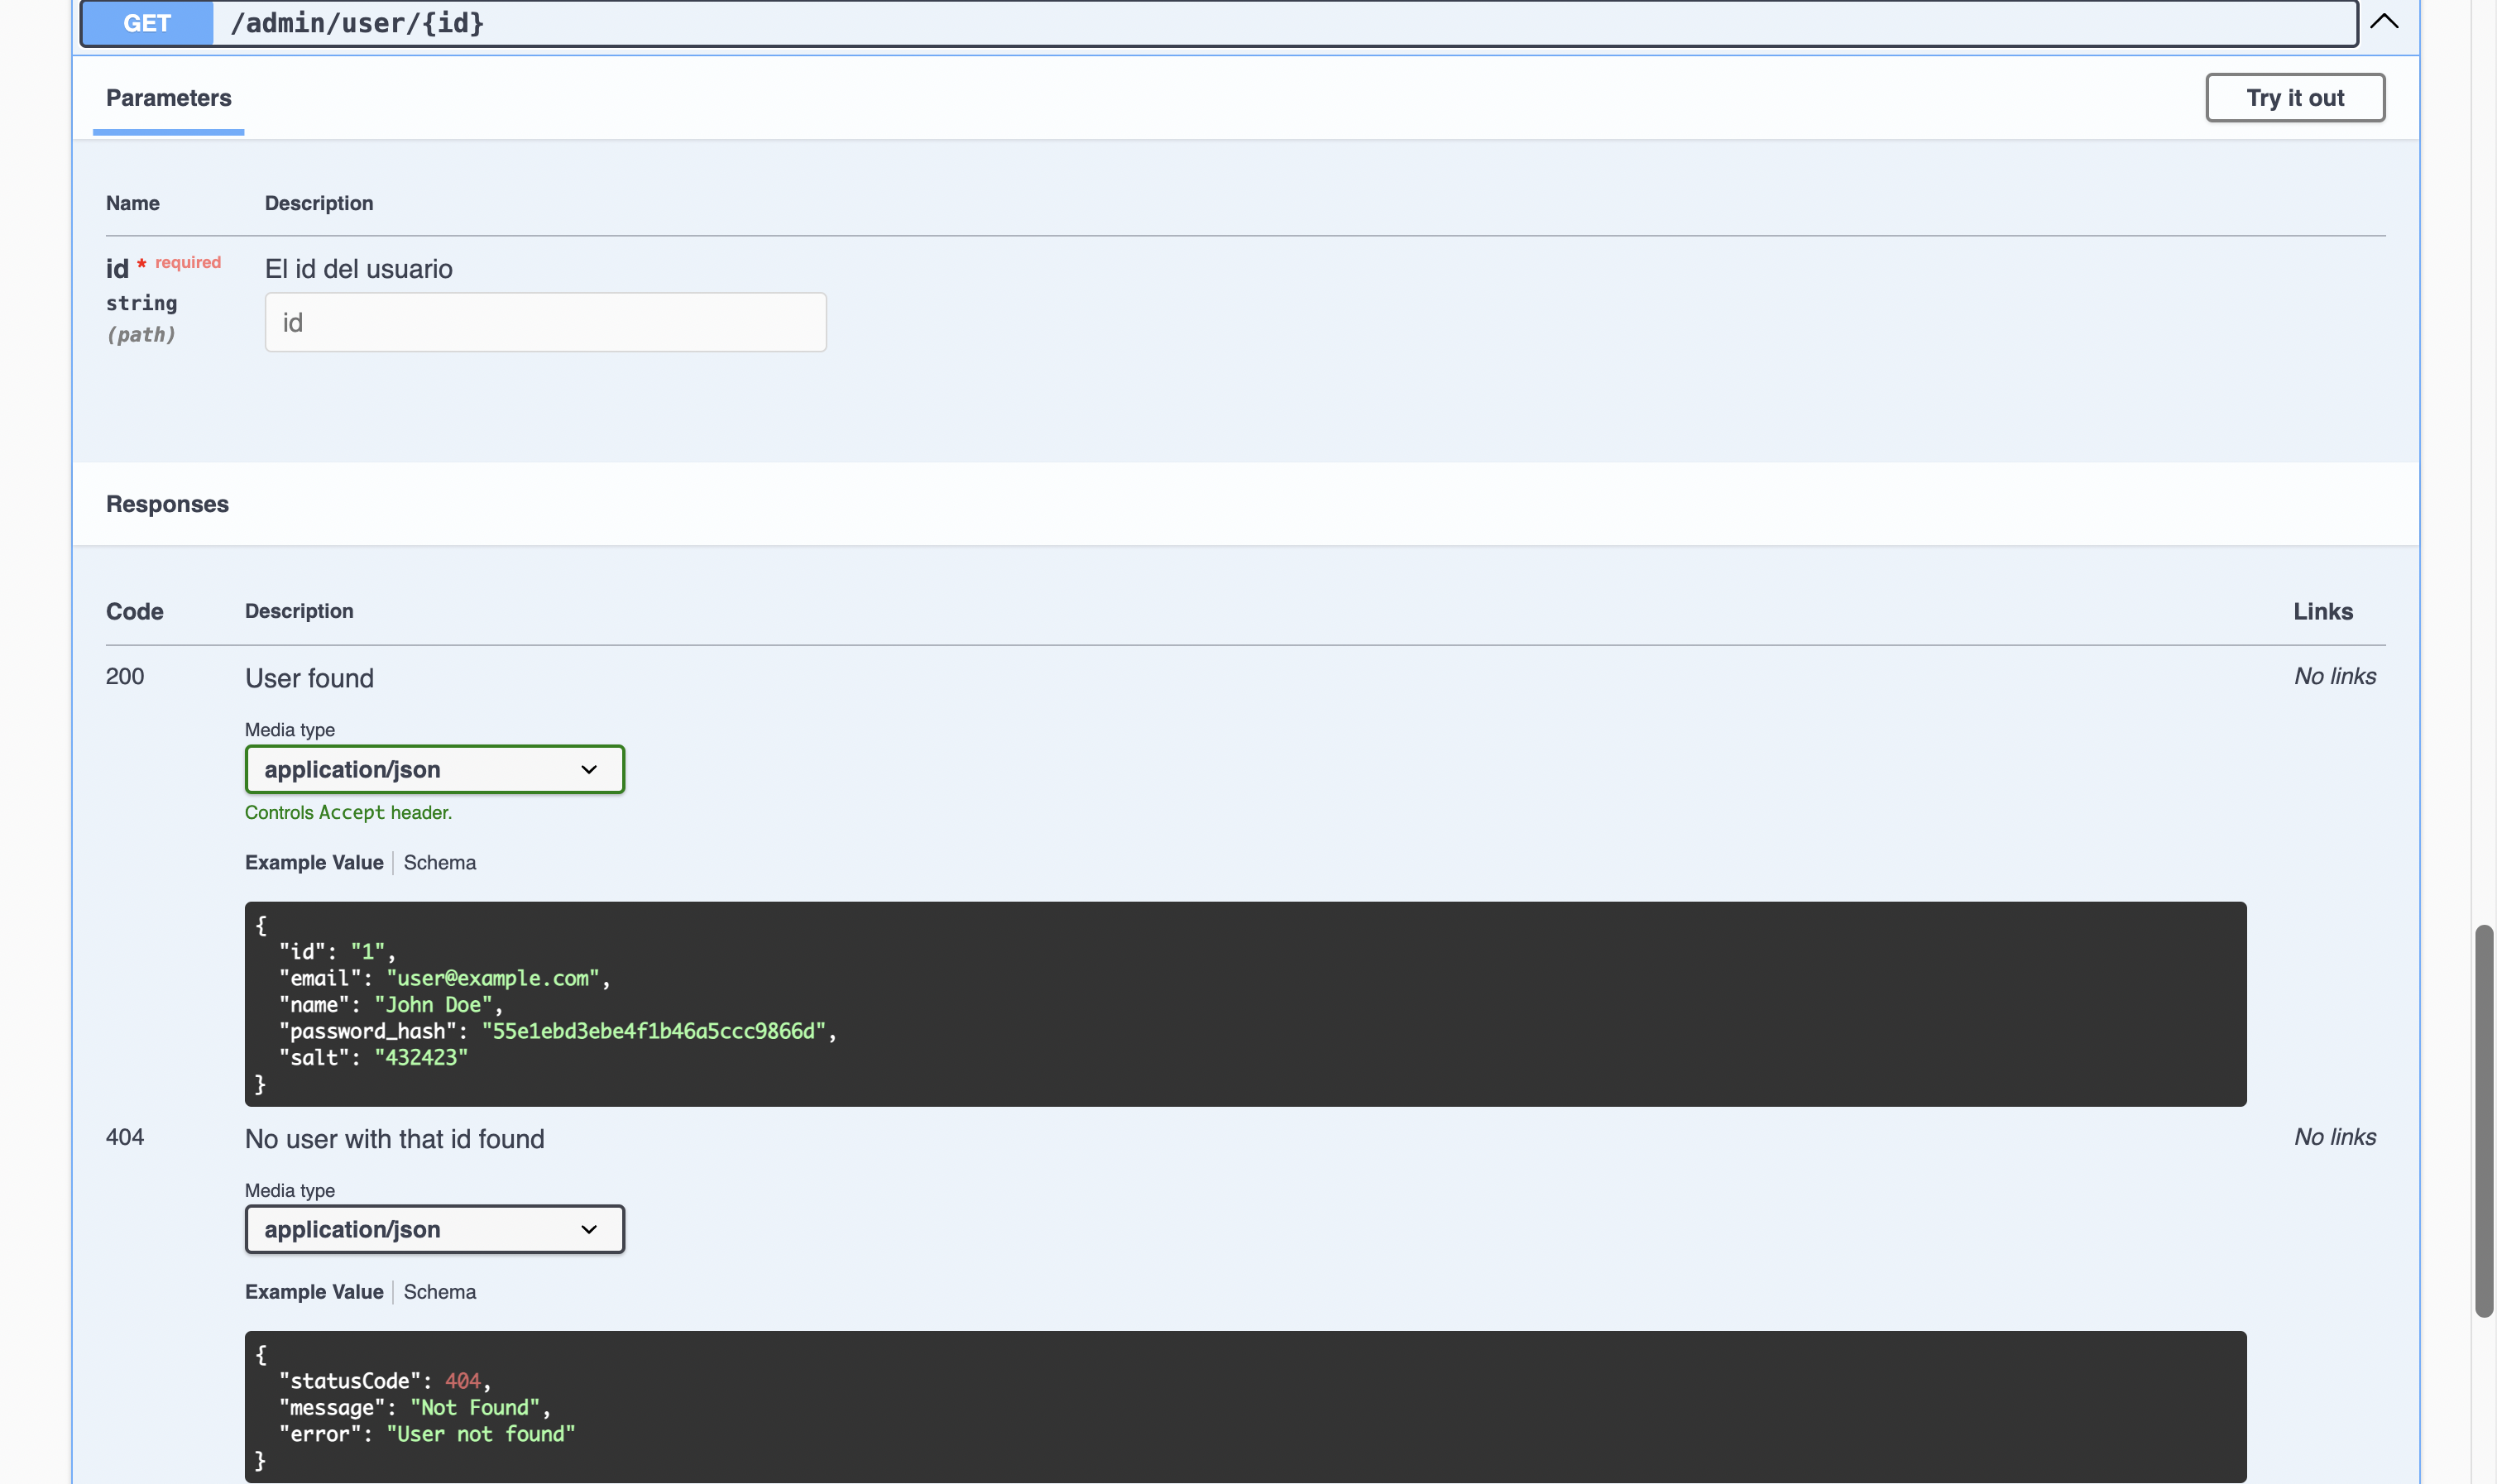 GET /admin/user/{id}
Parameters
Try it out
Name Description
id * required El id del usuario
string
(path)
id
Responses
Code Description Links
200 User found No links
Media type
application/json
Controls Accept header.
Example Value Schema
{
"id": "1",
"email": "user@example.com",
"name": "John Doe",
"password_hash": "55e1ebd3ebe4f1b46a5ccc9866d",
"salt": "432423"
}
404 No user with that id found No links
Media type
application/json
Example Value Schema
{
"statusCode": 404,
"message": "Not Found",
"error": "User not found"
}